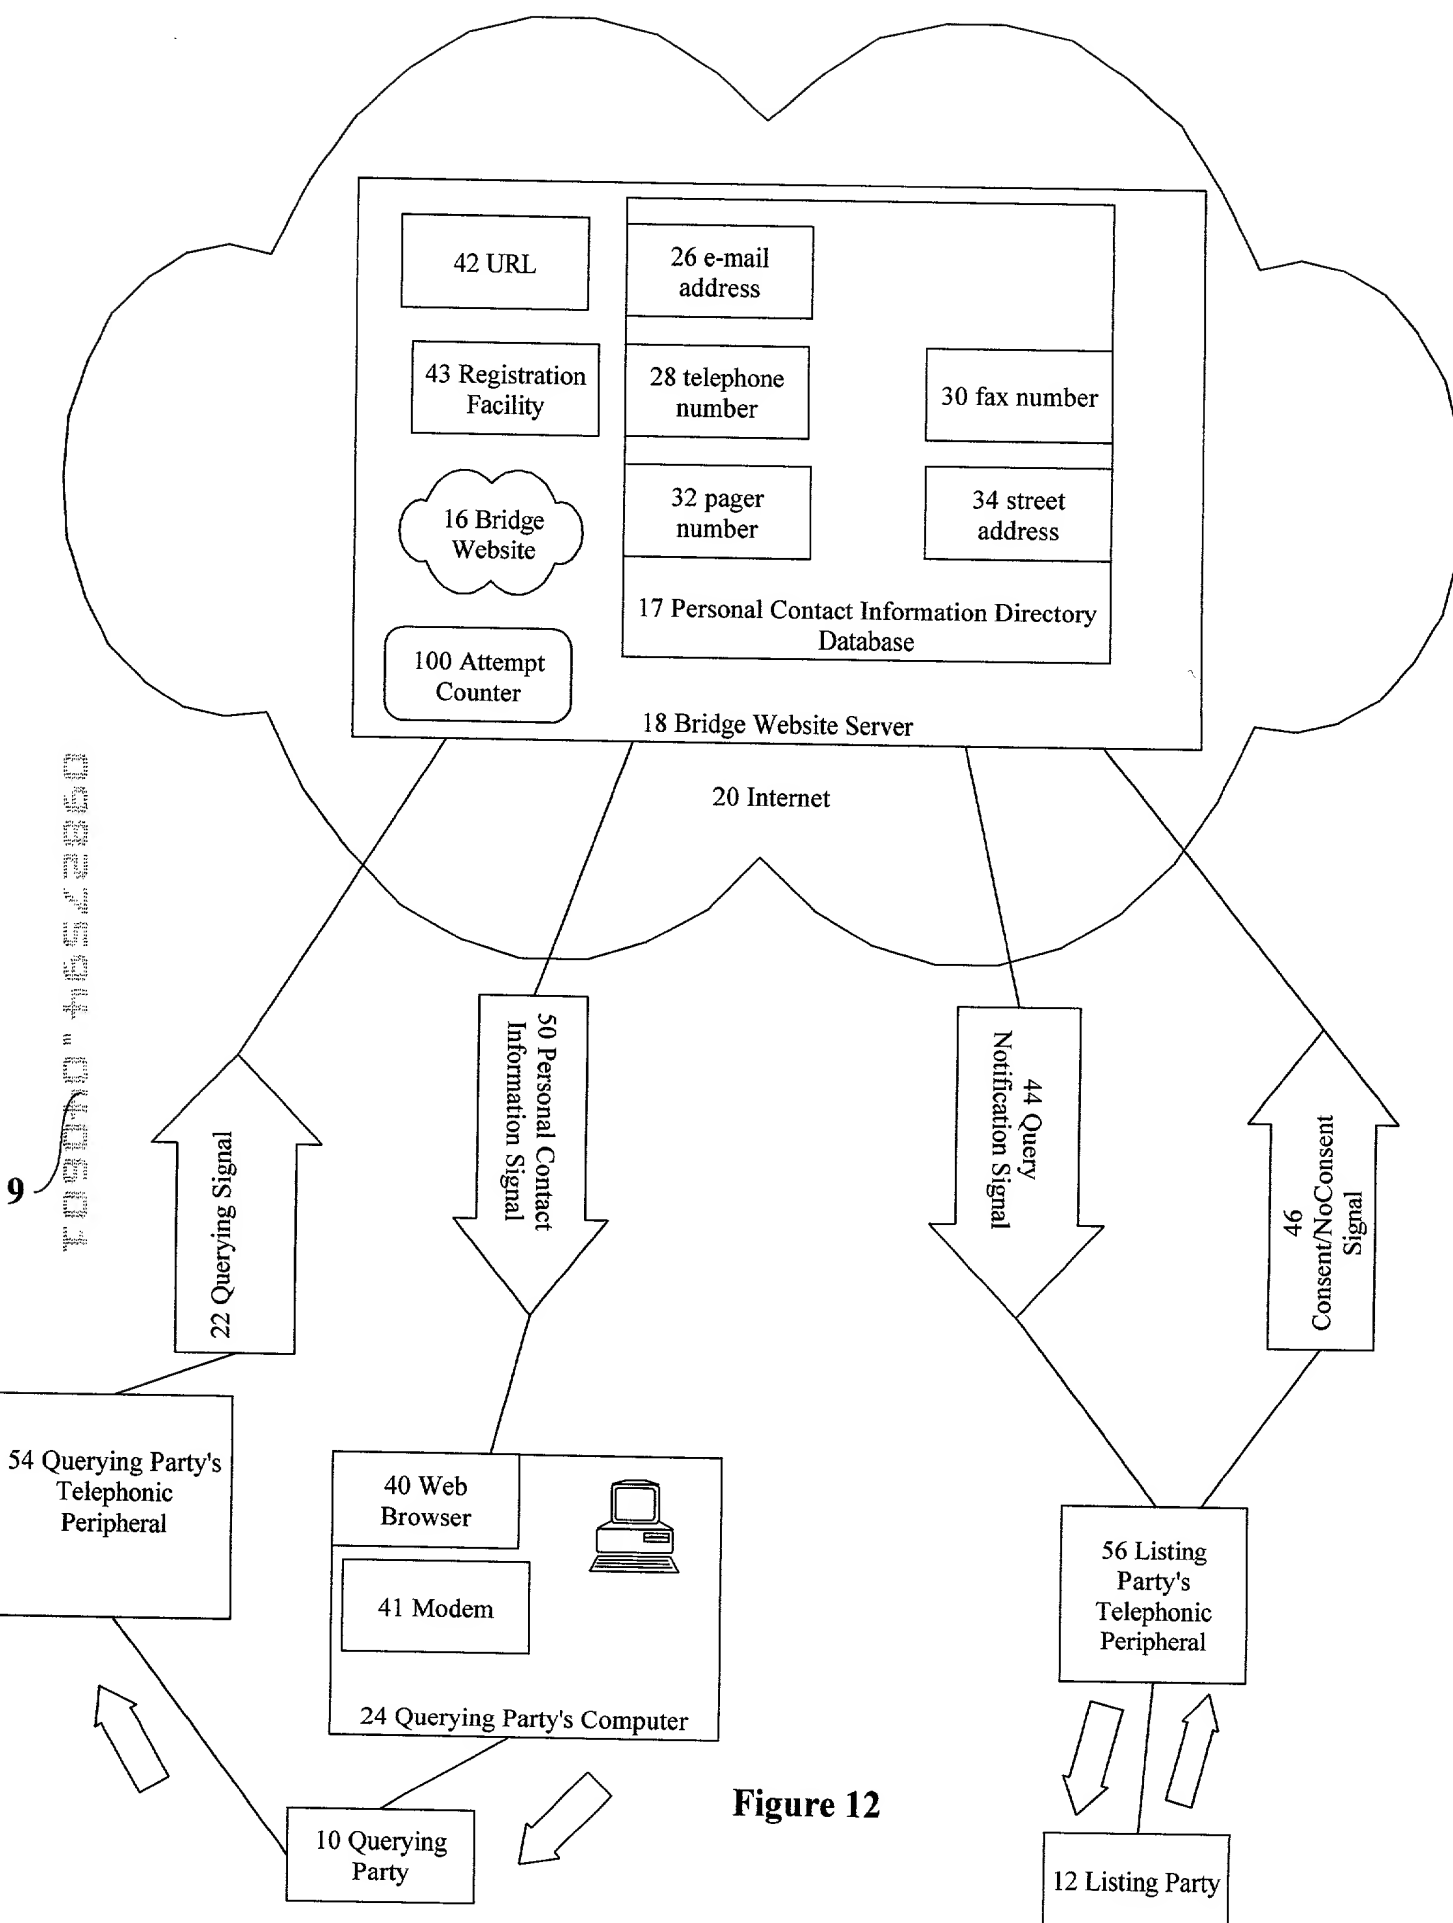 42 URL
26 e-mail
address
43 Registration
Facility
28 telephone
number
30 fax number
16 Bridge
Website
32 pager
number
34 street
address
17 Personal Contact Information Directory
Database
100 Attempt
Counter
18 Bridge Website Server
20 Internet
09827594.040501
9
22 Querying Signal
50 Personal Contact
Information Signal
44 Query
Notification Signal
46
Consent/NoConsent
Signal
54 Querying Party's
Telephonic
Peripheral
40 Web
Browser
41 Modem
24 Querying Party's Computer
56 Listing
Party's
Telephonic
Peripheral
10 Querying
Party
Figure 12
12 Listing Party